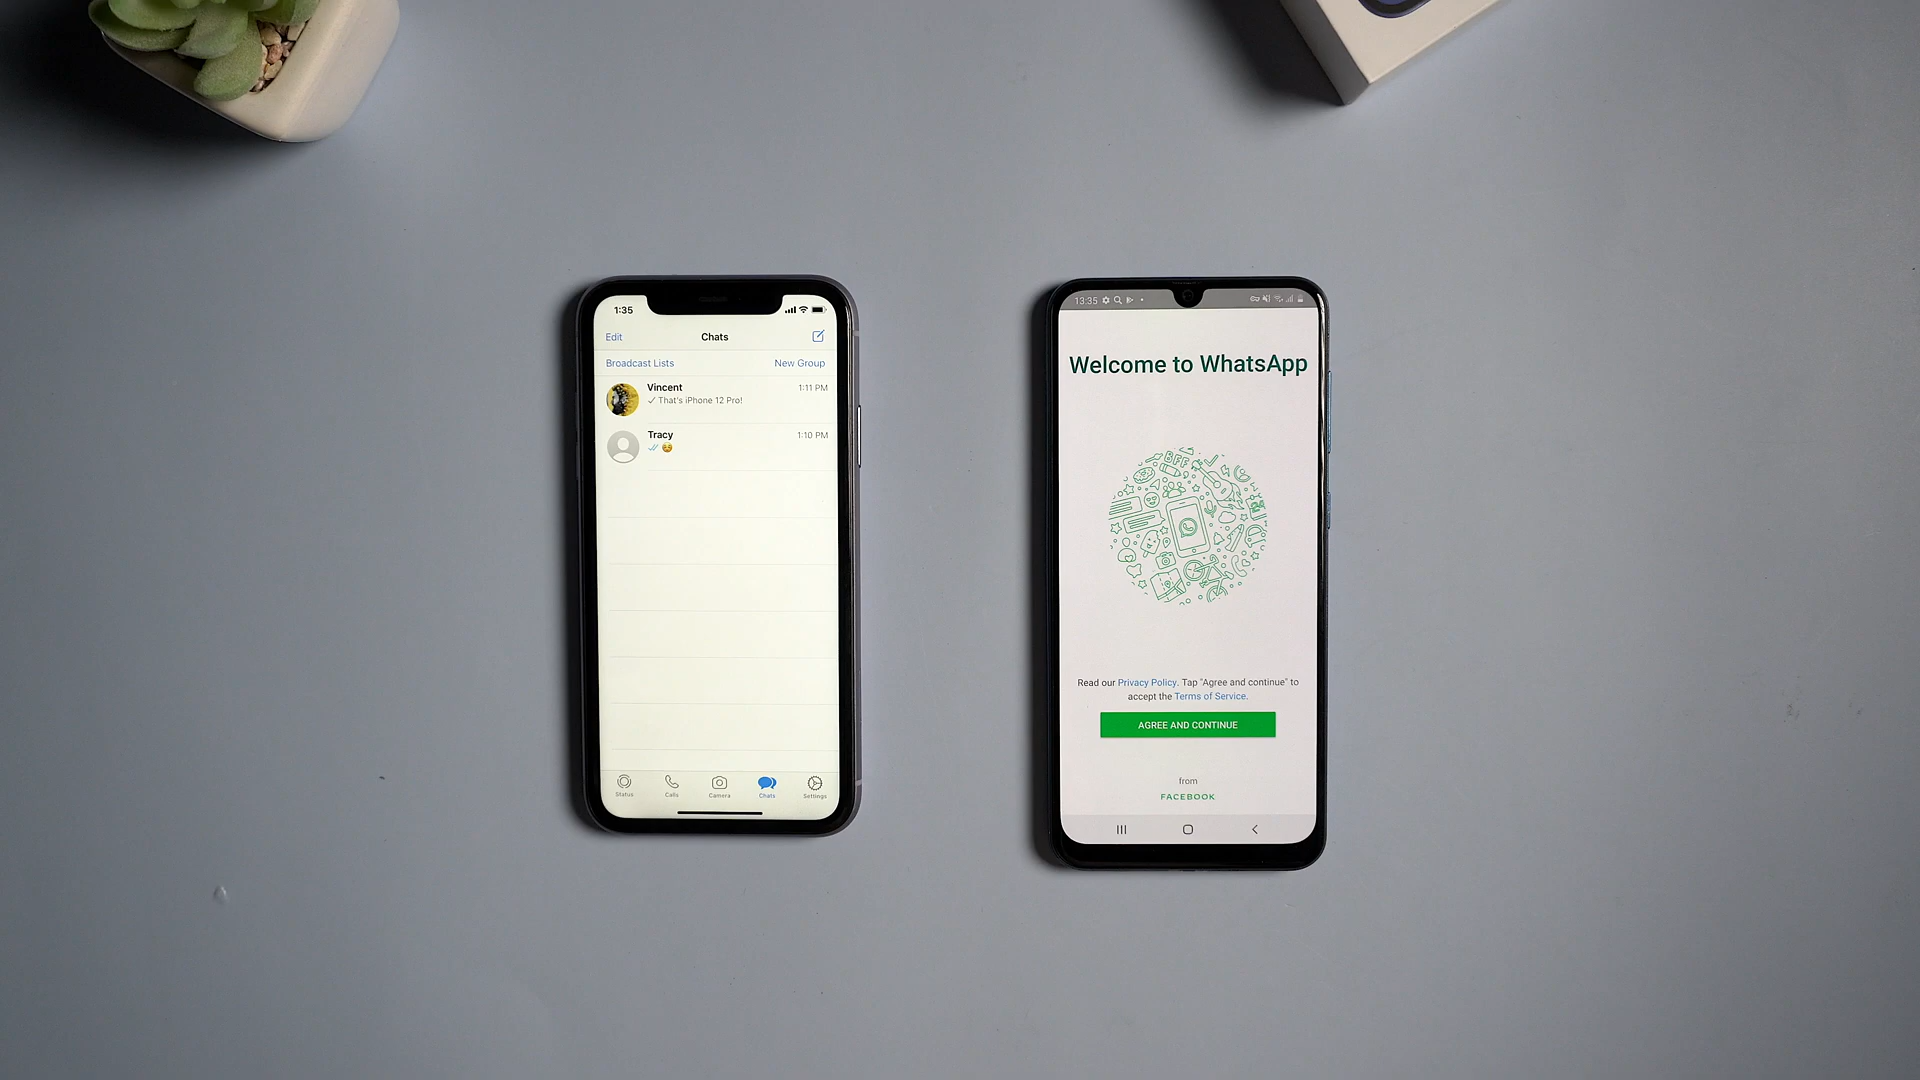 1:35
Edit
Chats
Broadcast Lists
New Group
Vincent
1:11 PM
✓ That's iPhone 12 Pro!
Tracy
1:10 PM
Status
Calls
Camera
Chats
Settings
13:35
Welcome to WhatsApp
BFF
Read our Privacy Policy. Tap "Agree and continue" to
accept the Terms of Service.
AGREE AND CONTINUE
from
FACEBOOK